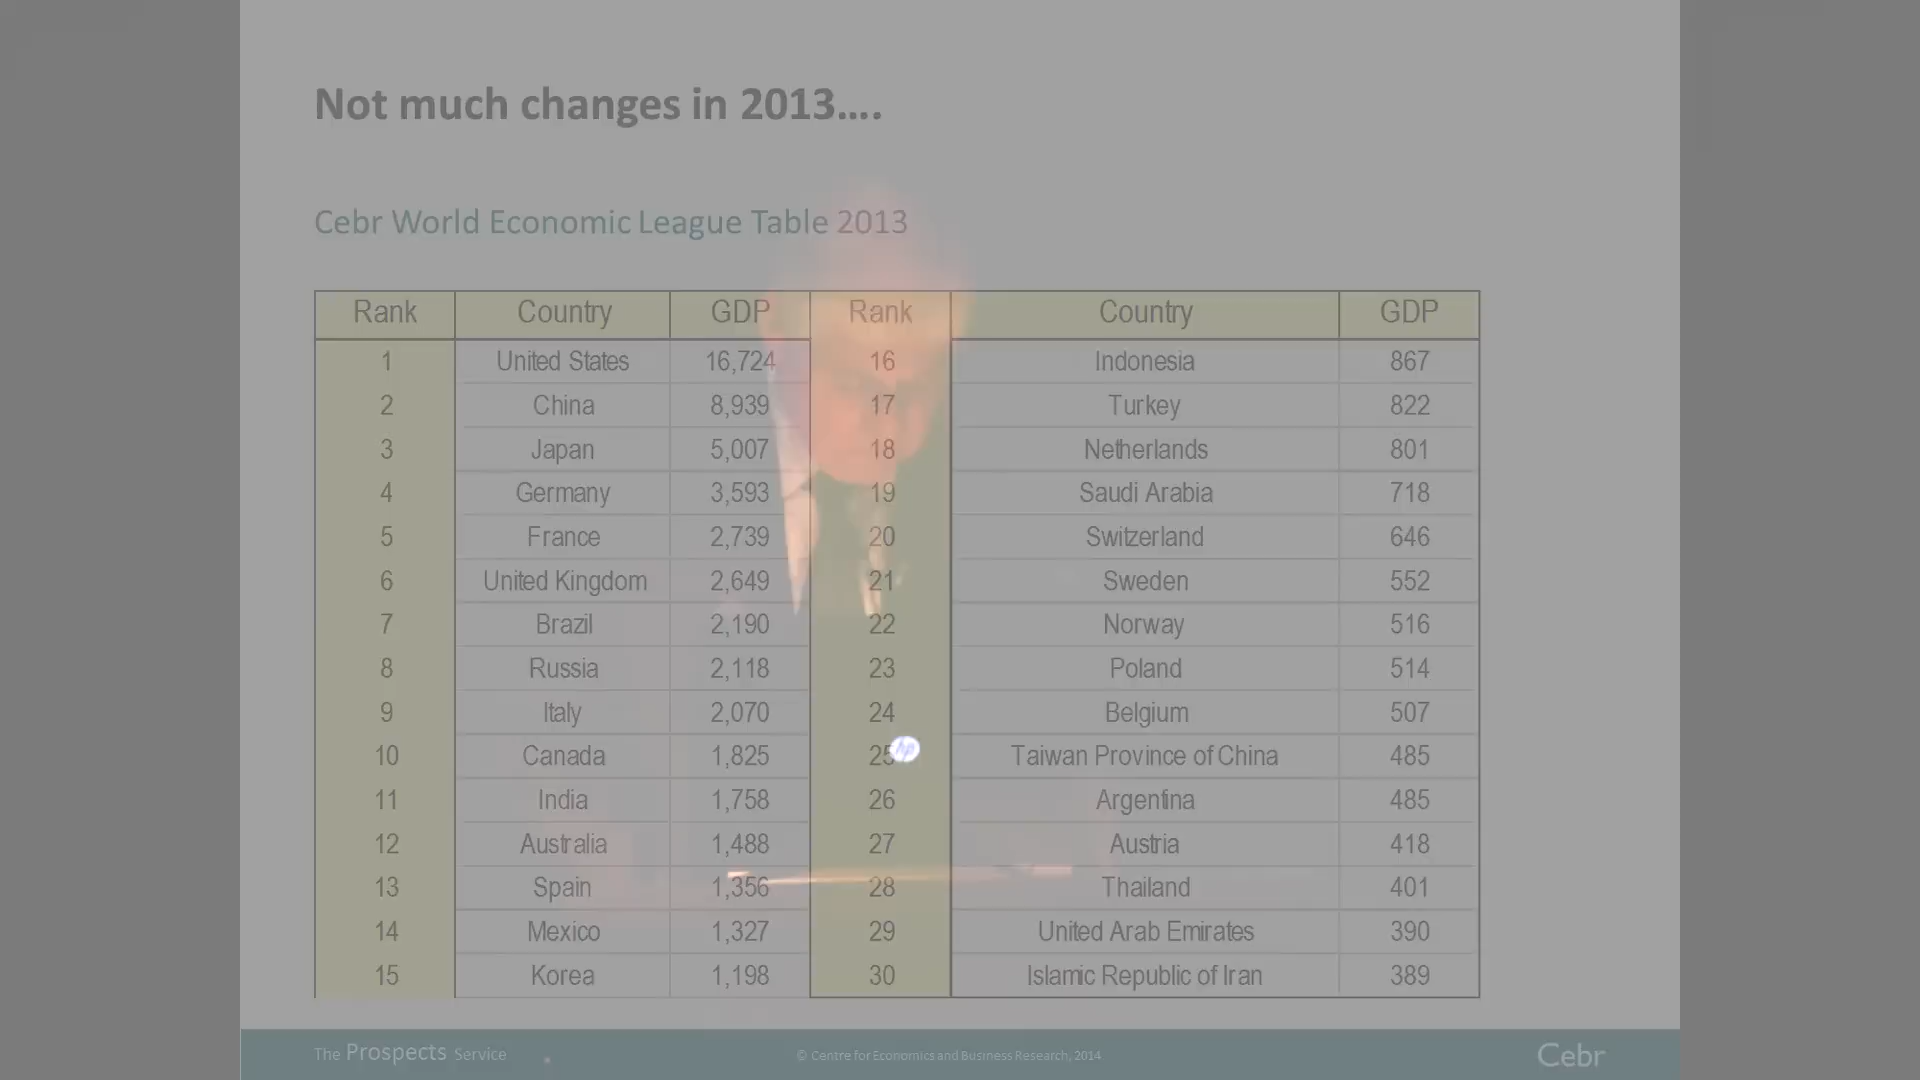 Not much changes in 2013....
Cebr World Economic League Table 2013
Rank Country GDP Rank Country GDP
1 United States 16,724 16 Indonesia 867
2 China 8,939 17 Turkey 822
3 Japan 5,007 18 Netherlands 801
4 Germany 3,593 19 Saudi Arabia 718
5 France 2,739 20 Switzerland 646
6 United Kingdom 2,649 21 Sweden 552
7 Brazil 2,190 22 Norway 516
8 Russia 2,118 23 Poland 514
9 Italy 2,070 24 Belgium 507
10 Canada 1,825 25 Taiwan Province of China 485
11 India 1,758 26 Argentina 485
12 Australia 1,488 27 Austria 418
13 Spain 1,356 28 Thailand 401
14 Mexico 1,327 29 United Arab Emirates 390
15 Korea 1,198 30 Islamic Republic of Iran 389
hp
The Prospects Service © Centre for Economics and Business Research, 2014 Cebr